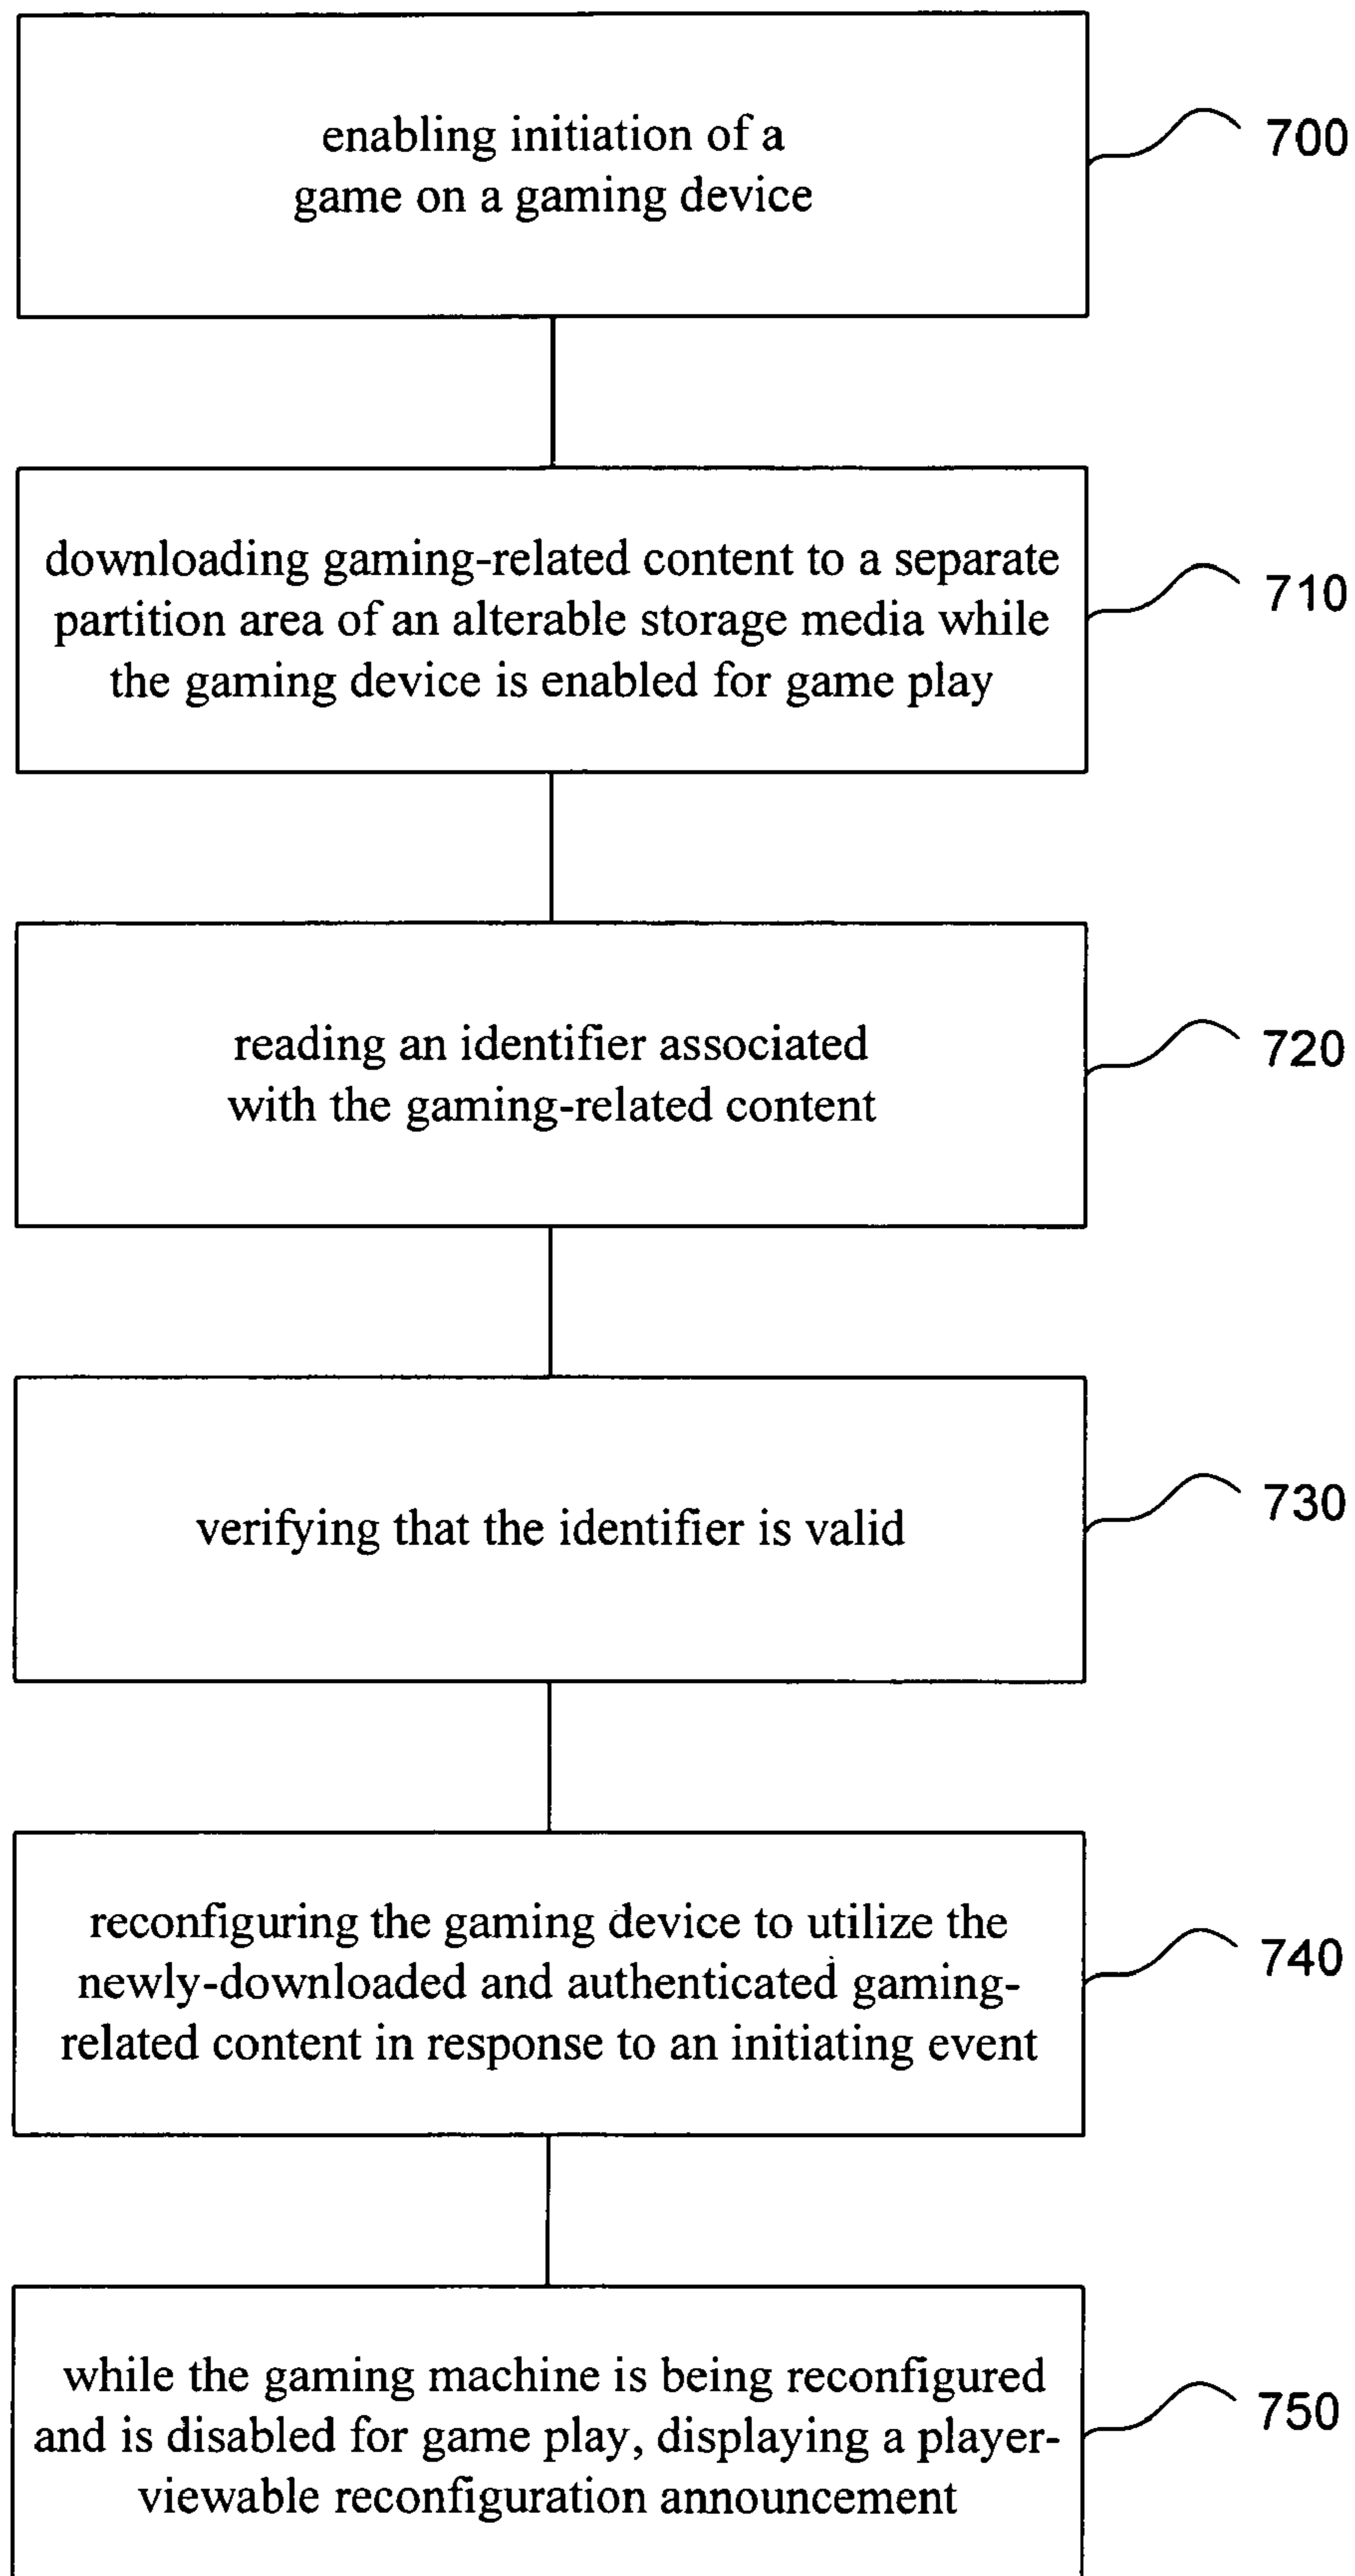 enabling initiation of a
game on a gaming device
700
downloading gaming-related content to a separate
partition area of an alterable storage media while
the gaming device is enabled for game play
710
reading an identifier associated
with the gaming-related content
720
verifying that the identifier is valid
730
reconfiguring the gaming device to utilize the
newly-downloaded and authenticated gaming-
related content in response to an initiating event
740
while the gaming machine is being reconfigured
and is disabled for game play, displaying a player-
viewable reconfiguration announcement
750